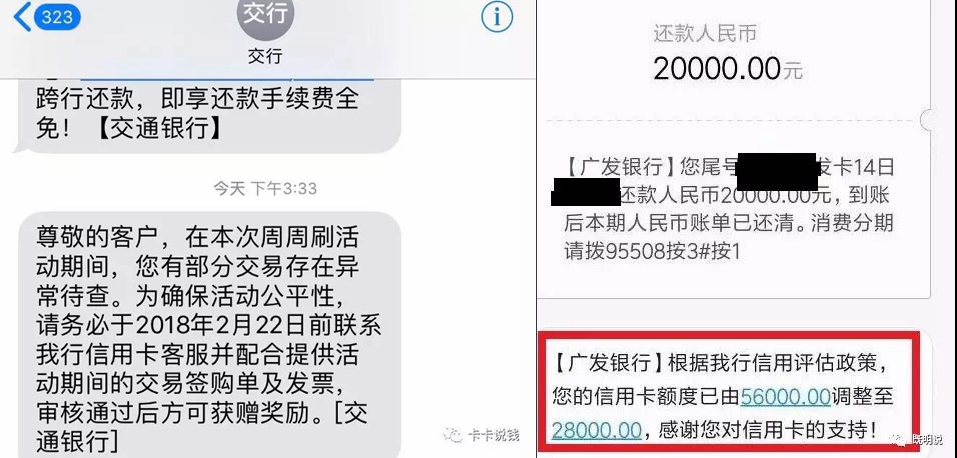 323
交行
交行
跨行还款，即享还款手续费全
免！【交通银行】
今天 下午3:33
尊敬的客户，在本次周周刷活
动期间，您有部分交易存在异
常待查。为确保活动公平性，
请务必于2018年2月22日前联系
我行信用卡客服并配合提供活
动期间的交易签购单及发票，
审核通过后方可获赠奖励。[交
通银行]
卡卡说钱
还款人民币
20000.00元
【广发银行】您尾号
发卡14日
还款人民币20000.00元，到账
后本期人民币账单已还清。消费分期
请拨95508按3#按1
【广发银行】根据我行信用评估政策，
您的信用卡额度已由56000.00调整至
28000.00，感谢您对信用卡的支持！
明说